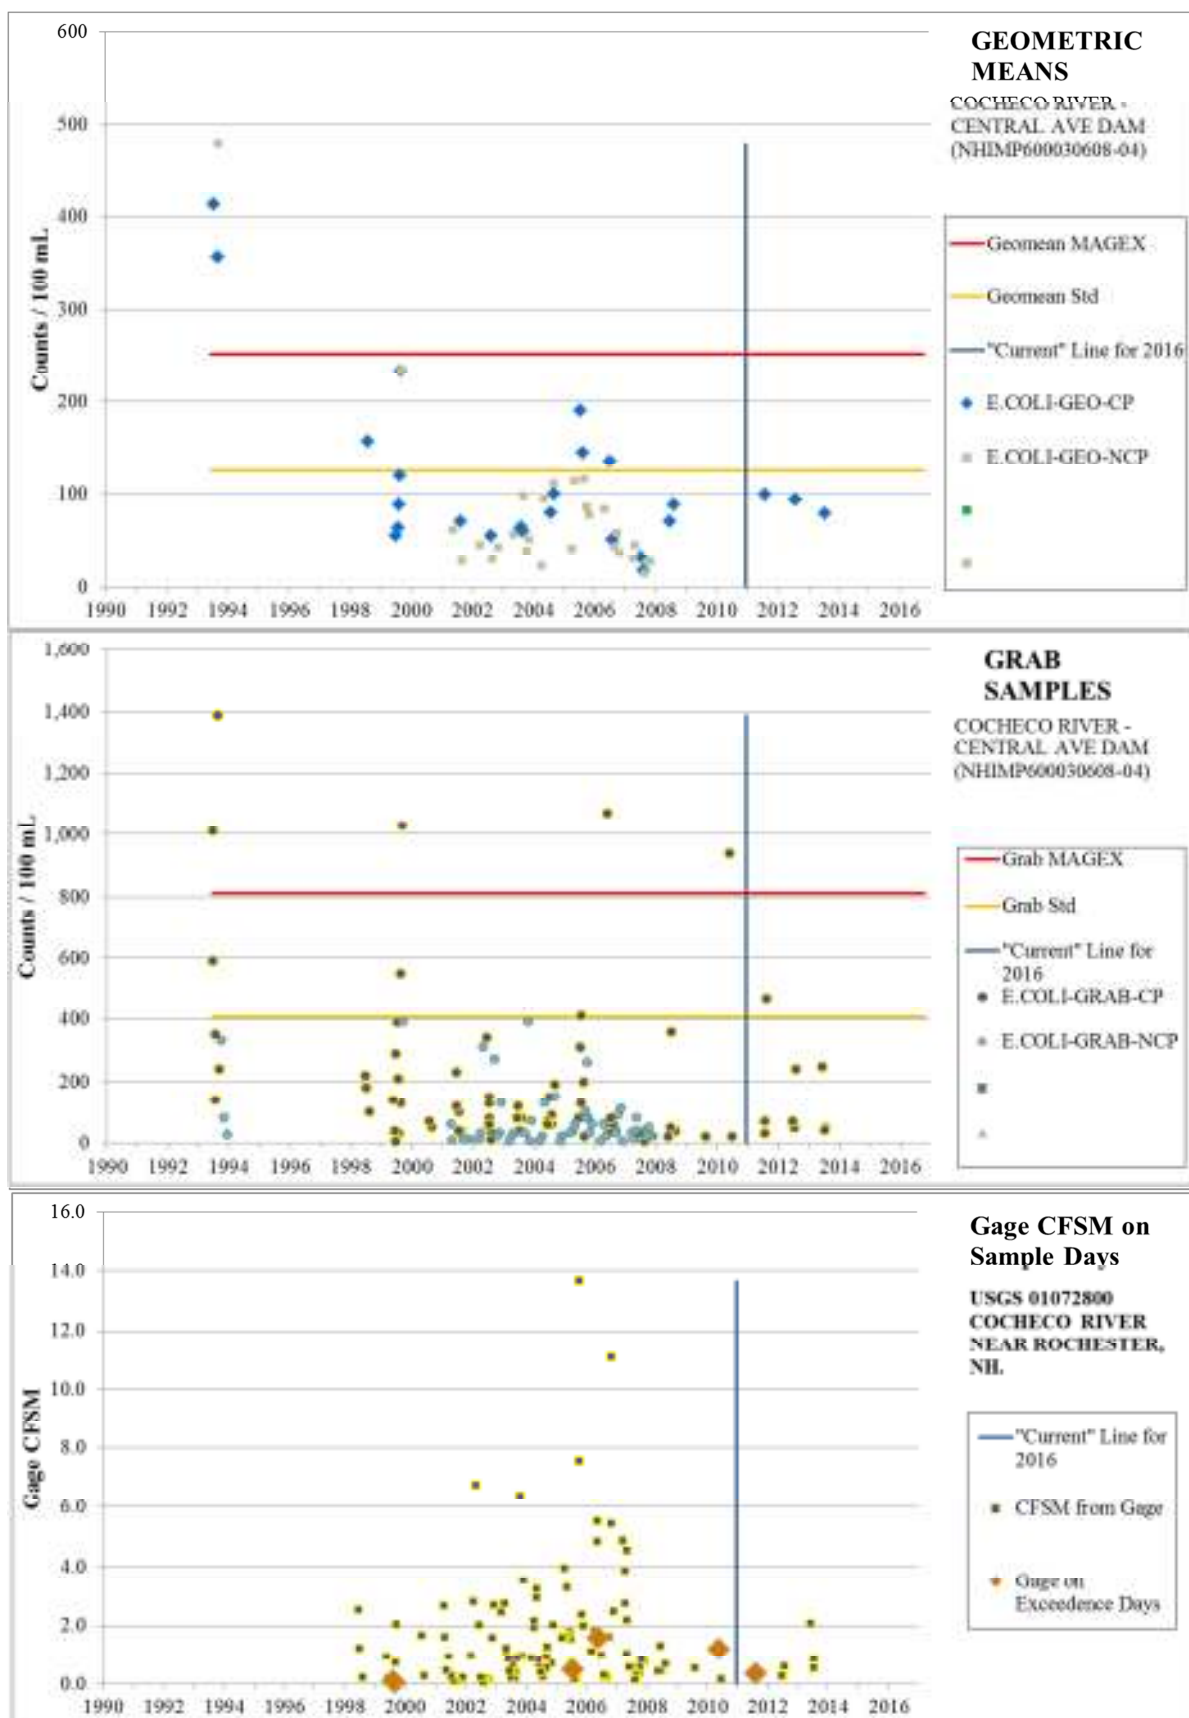 600
500
400
300
200
100
0
Counts / 100 mL
1990 1992 1994 1996 1998 2000 2002 2004 2006 2008 2010 2012 2014 2016
GEOMETRIC
MEANS
COCHECO RIVER -
CENTRAL AVE DAM
(NHIMP600030608-04)
Geomean MAGEX
Geomean Std
"Current" Line for 2016
E.COLI-GEO-CP
E.COLI-GEO-NCP
1,600
1,400
1,200
1,000
800
600
400
200
0
Counts / 100 mL
1990 1992 1994 1996 1998 2000 2002 2004 2006 2008 2010 2012 2014 2016
GRAB
SAMPLES
COCHECO RIVER -
CENTRAL AVE DAM
(NHIMP600030608-04)
Grab MAGEX
Grab Std
"Current" Line for
2016
E.COLI-GRAB-CP
E.COLI-GRAB-NCP
16.0
14.0
12.0
10.0
8.0
6.0
4.0
2.0
0.0
Gage CFSM
1990 1992 1994 1996 1998 2000 2002 2004 2006 2008 2010 2012 2014 2016
Gage CFSM on
Sample Days
USGS 01072800
COCHECO RIVER
NEAR ROCHESTER,
NH.
"Current" Line for
2016
CFSM from Gage
Gage on
Exceedence Days